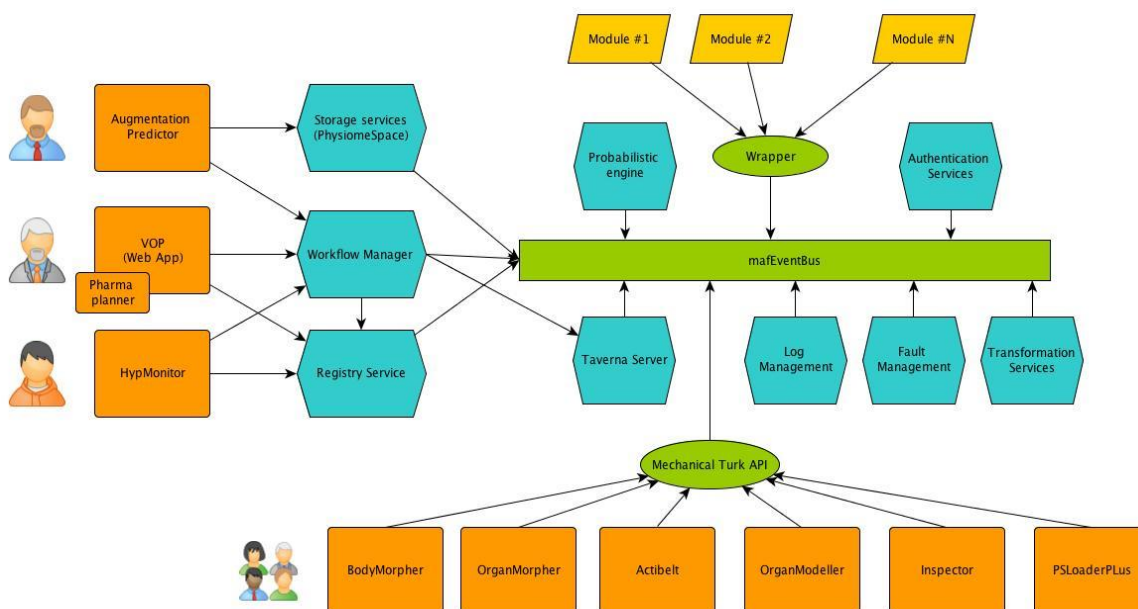 Module #1
Module #2
Module #N
Augmentation
Predictor
Storage services
(PhysiomeSpace)
Probabilistic
engine
Wrapper
Authentication
Services
VOP
(Web App)
Pharma
planner
Workflow Manager
mafEventBus
HypMonitor
Registry Service
Taverna Server
Log
Management
Fault
Management
Transformation
Services
Mechanical Turk API
BodyMorpher
OrganMorpher
Actibelt
OrganModeller
Inspector
PSLoaderPLus